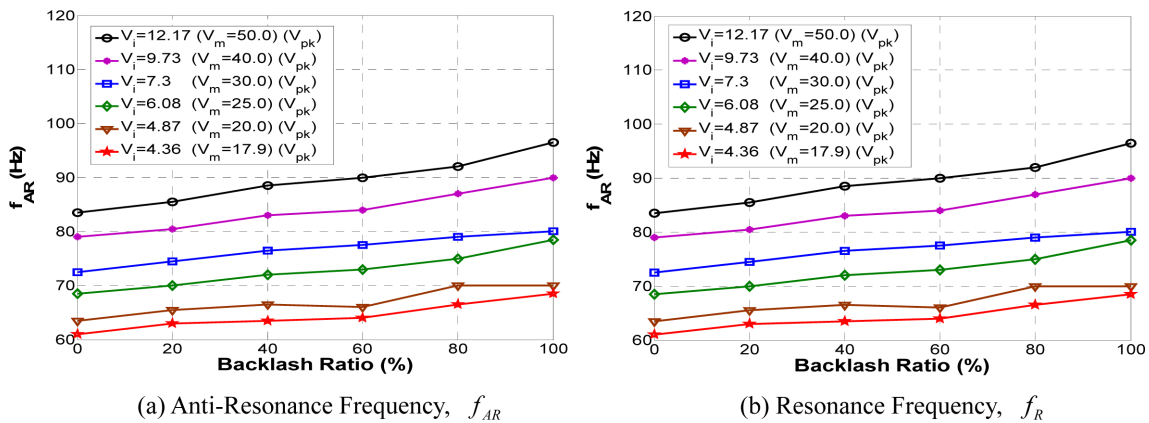 120
110
100
90
80
70
60
f_AR (Hz)
V_i=12.17 (V_m=50.0) (V_pk)
V_i=9.73 (V_m=40.0) (V_pk)
V_i=7.3 (V_m=30.0) (V_pk)
V_i=6.08 (V_m=25.0) (V_pk)
V_i=4.87 (V_m=20.0) (V_pk)
V_i=4.36 (V_m=17.9) (V_pk)
0 20 40 60 80 100
Backlash Ratio (%)
(a) Anti-Resonance Frequency, f_AR
120
110
100
90
80
70
60
f_AR (Hz)
V_i=12.17 (V_m=50.0) (V_pk)
V_i=9.73 (V_m=40.0) (V_pk)
V_i=7.3 (V_m=30.0) (V_pk)
V_i=6.08 (V_m=25.0) (V_pk)
V_i=4.87 (V_m=20.0) (V_pk)
V_i=4.36 (V_m=17.9) (V_pk)
0 20 40 60 80 100
Backlash Ratio (%)
(b) Resonance Frequency, f_R